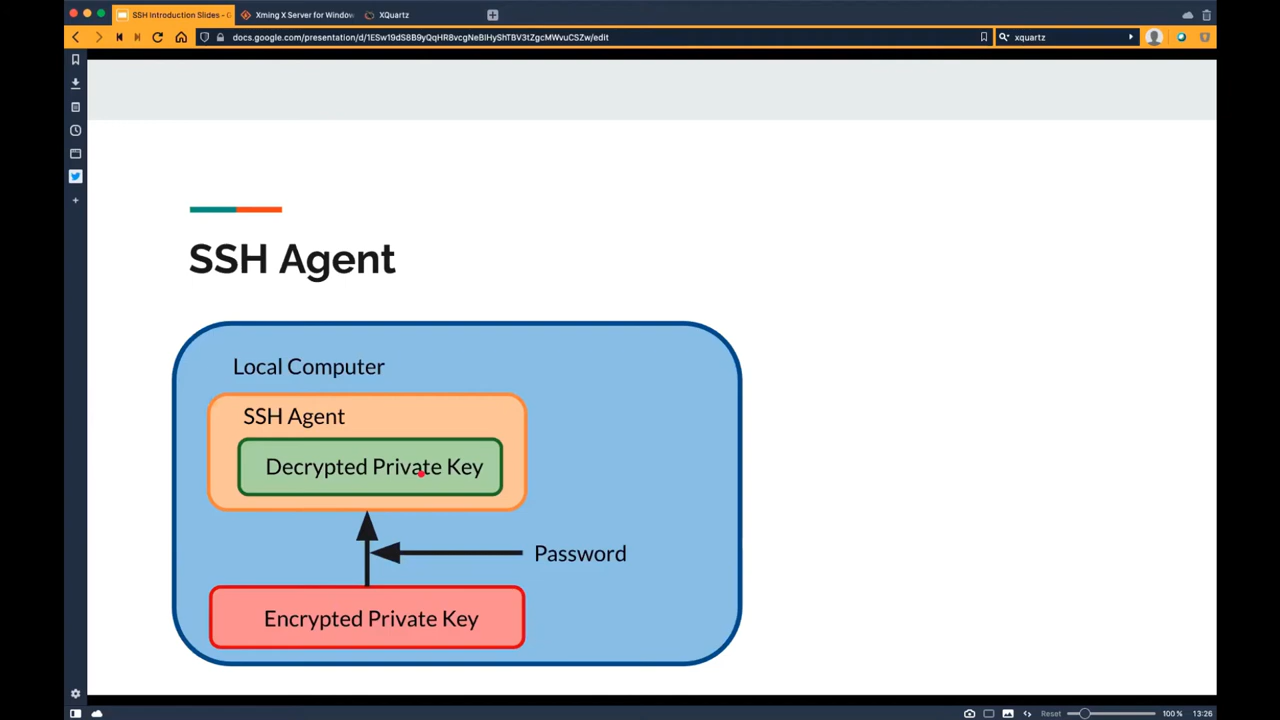 SSH Introduction Slides - G
Xming X Server for Window
XQuartz
docs.google.com/presentation/d/1ESw19dS8B9yQqHR8vcgNeBIHyShTBV3tZgcMWvuCSZw/edit
xquartz
SSH Agent
Local Computer
SSH Agent
Decrypted Private Key
Password
Encrypted Private Key
Reset
100 %
13:26